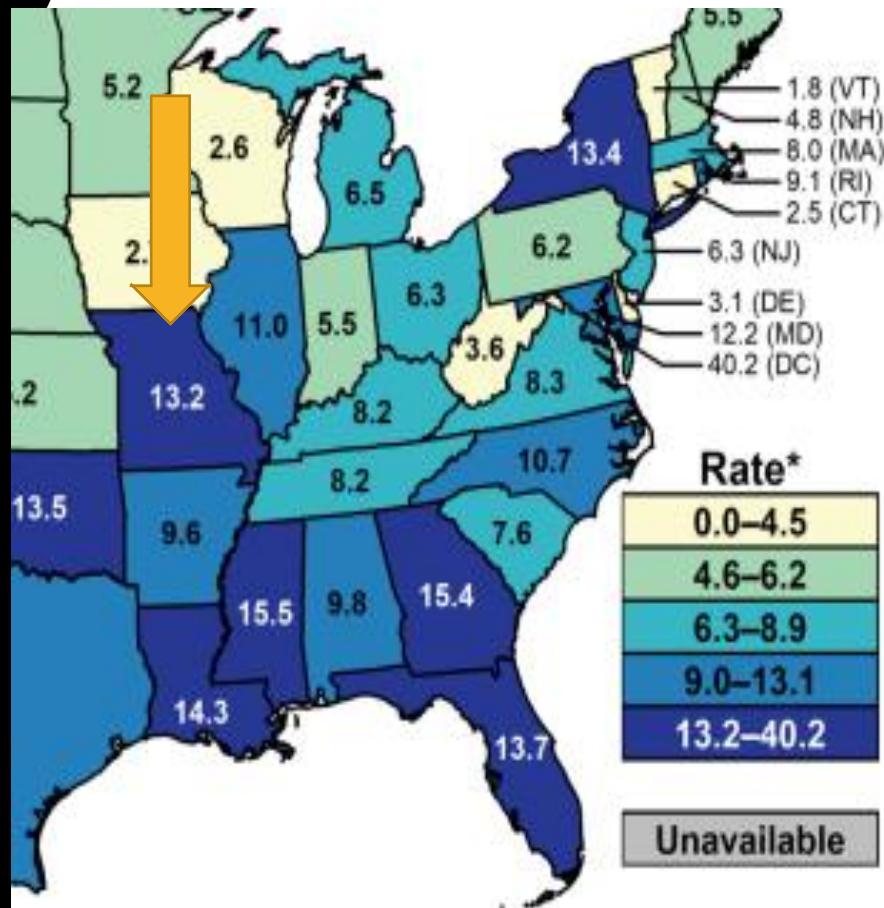 5.5
5.2
2.6
6.5
13.4
1.8 (VT)
4.8 (NH)
8.0 (MA)
9.1 (RI)
2.5 (CT)
6.3 (NJ)
3.1 (DE)
12.2 (MD)
40.2 (DC)
6.2
6.3
5.5
11.0
3.6
8.3
13.2
8.2
.2
8.2
10.7
13.5
9.6
7.6
15.5
9.8
15.4
14.3
13.7
Rate*
0.0–4.5
4.6–6.2
6.3–8.9
9.0–13.1
13.2–40.2
Unavailable